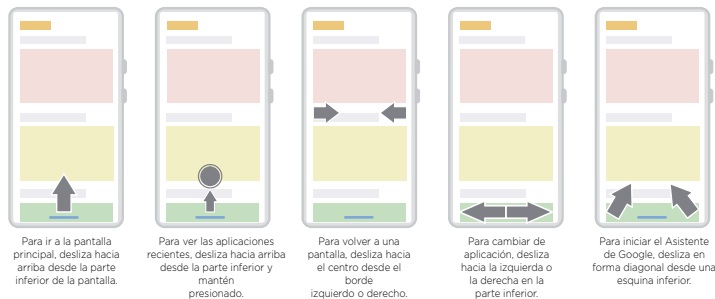 Para ir a la pantalla
principal, desliza hacia
arriba desde la parte
inferior de la pantalla.
Para ver las aplicaciones
recientes, desliza hacia arriba
desde la parte inferior y
mantén
presionado.
Para volver a una
pantalla, desliza hacia
el centro desde el
borde
izquierdo o derecho.
Para cambiar de
aplicación, desliza
hacia la izquierda o
la derecha en la
parte inferior.
Para iniciar el Asistente
de Google, desliza en
forma diagonal desde una
esquina inferior.